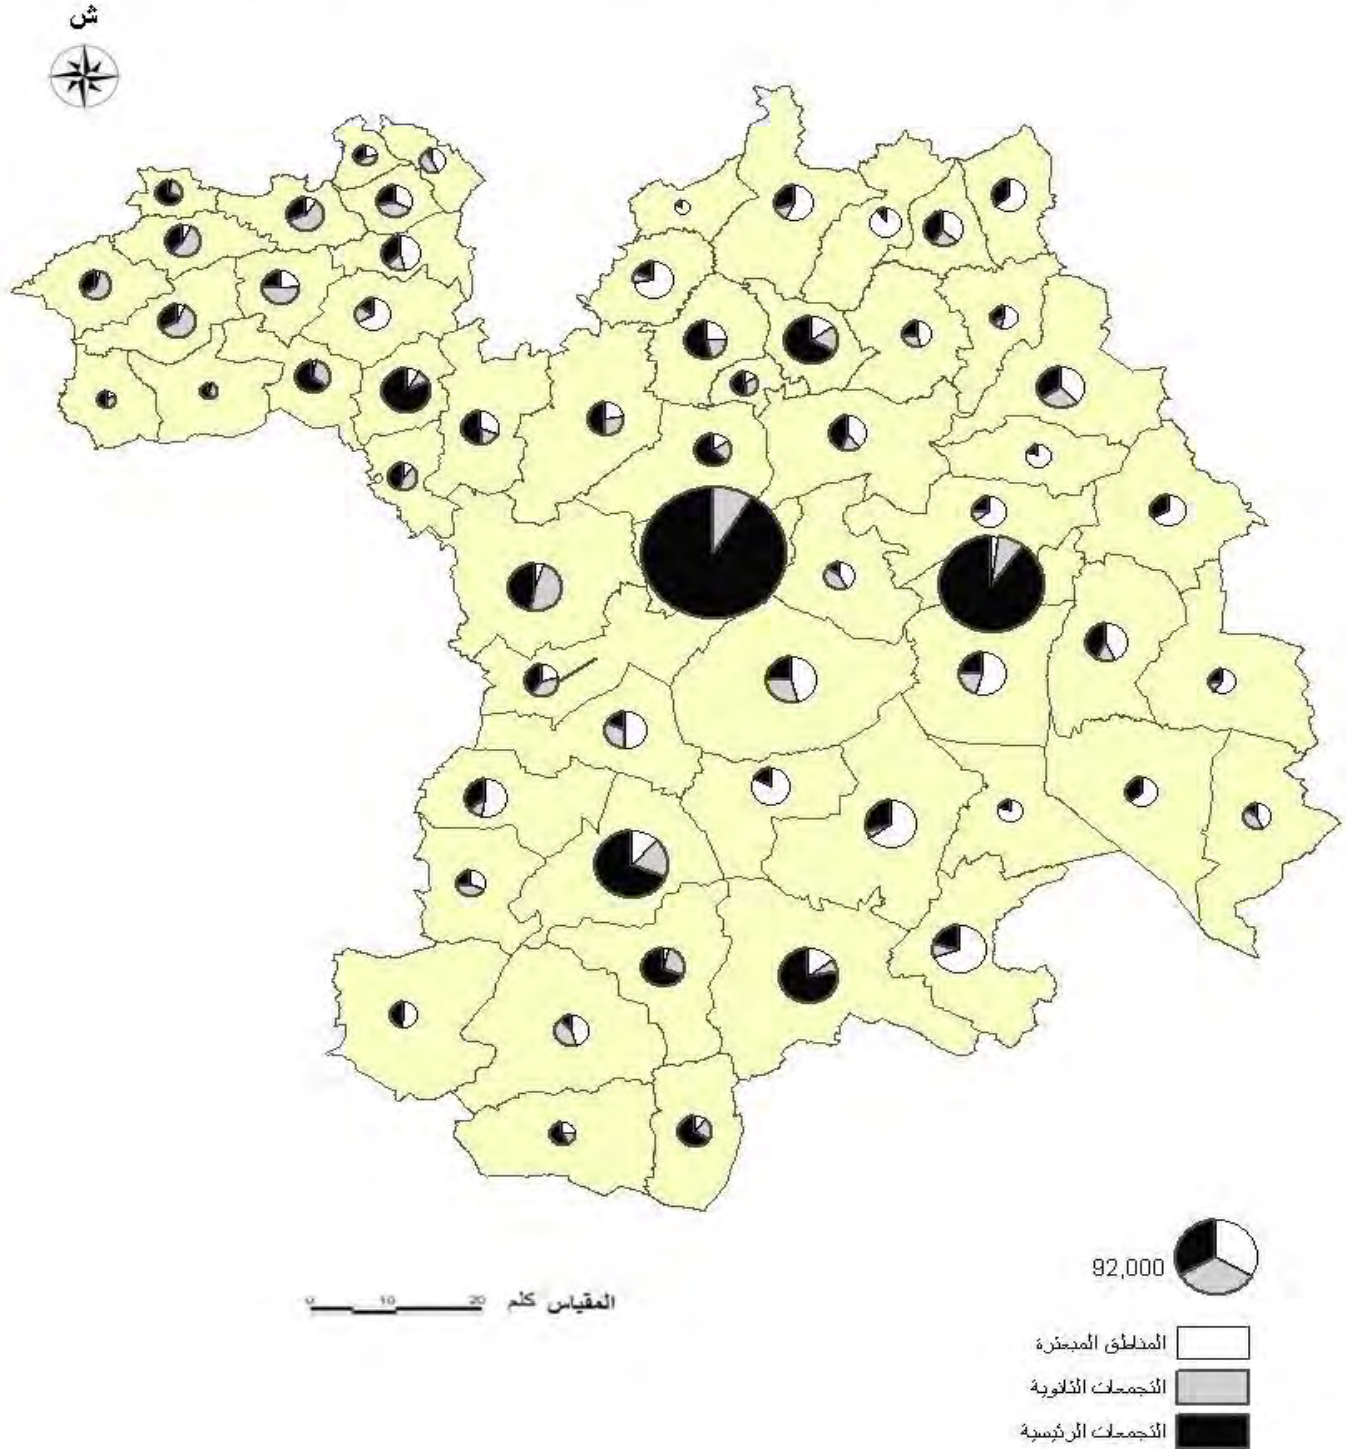 ش
92,000
0 10 20 المقياس كلم
المناطق المبعثرة
التجمعات الثانوية
التجمعات الرئيسية